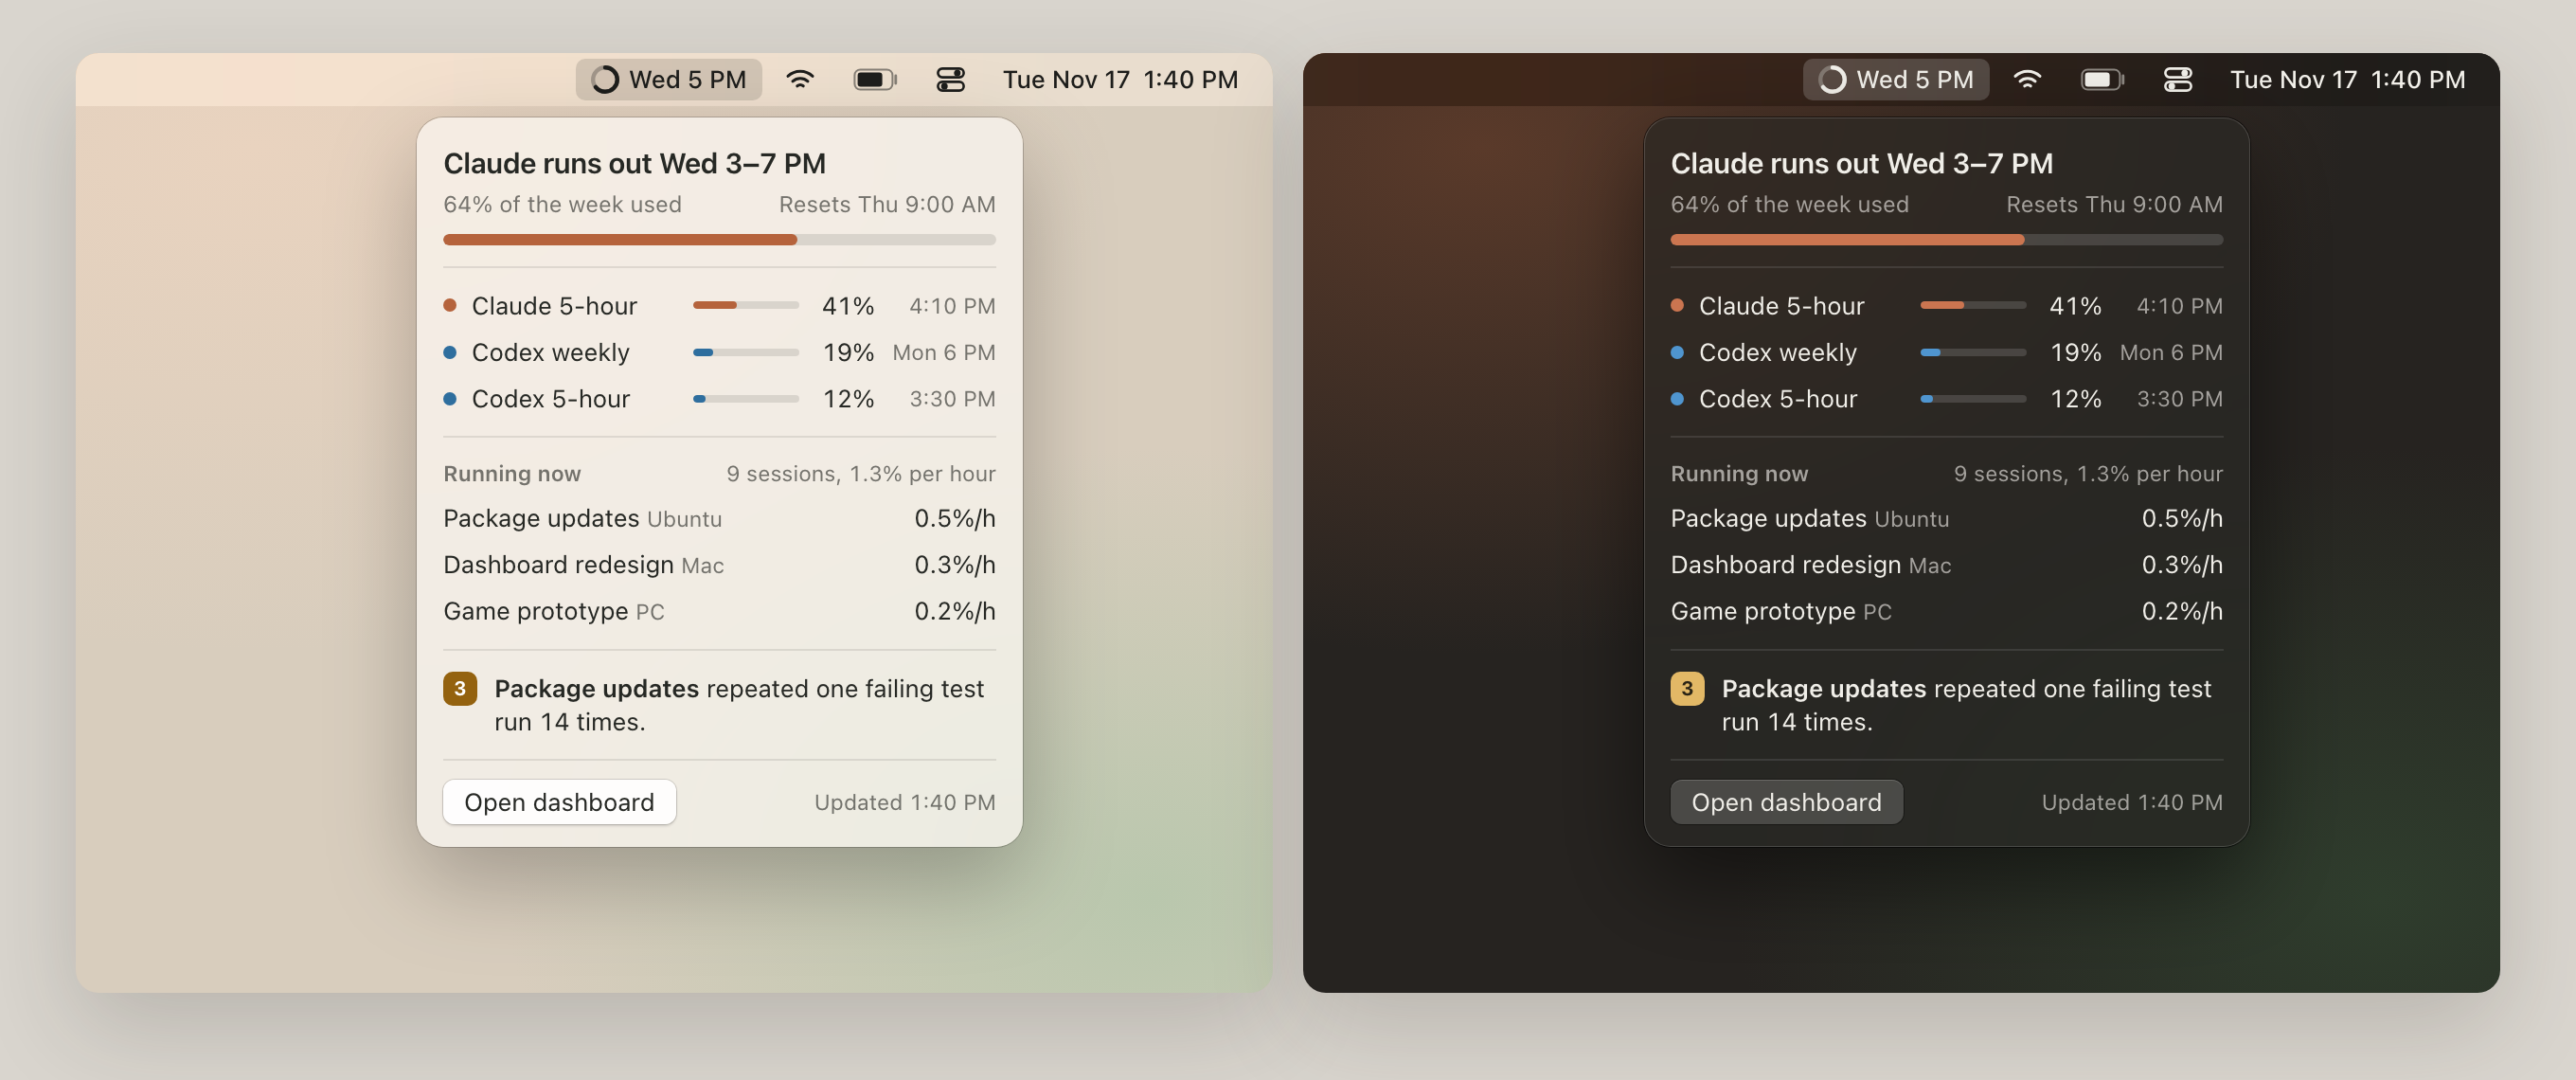 Wed 5 PM Tue Nov 17 1:40 PM
Claude runs out Wed 3–7 PM
64% of the week used Resets Thu 9:00 AM
Claude 5-hour 41% 4:10 PM
Codex weekly 19% Mon 6 PM
Codex 5-hour 12% 3:30 PM
Running now 9 sessions, 1.3% per hour
Package updates Ubuntu 0.5%/h
Dashboard redesign Mac 0.3%/h
Game prototype PC 0.2%/h
3 Package updates repeated one failing test
run 14 times.
Open dashboard Updated 1:40 PM
Wed 5 PM Tue Nov 17 1:40 PM
Claude runs out Wed 3–7 PM
64% of the week used Resets Thu 9:00 AM
Claude 5-hour 41% 4:10 PM
Codex weekly 19% Mon 6 PM
Codex 5-hour 12% 3:30 PM
Running now 9 sessions, 1.3% per hour
Package updates Ubuntu 0.5%/h
Dashboard redesign Mac 0.3%/h
Game prototype PC 0.2%/h
3 Package updates repeated one failing test
run 14 times.
Open dashboard Updated 1:40 PM